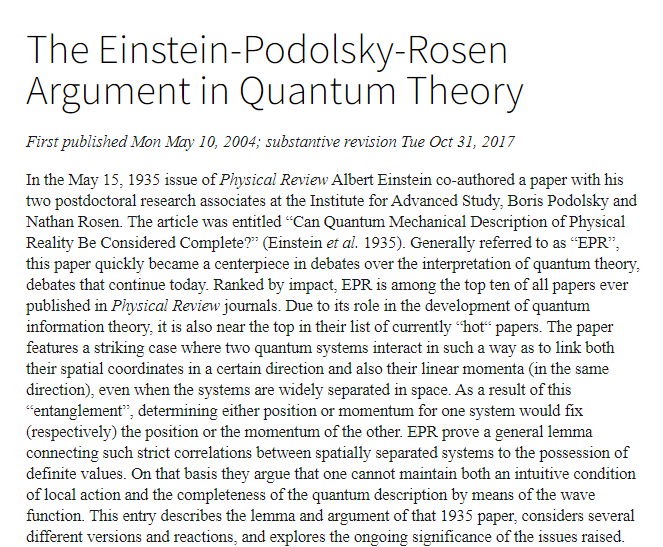 The Einstein-Podolsky-Rosen
Argument in Quantum Theory
First published Mon May 10, 2004; substantive revision Tue Oct 31, 2017
In the May 15, 1935 issue of Physical Review Albert Einstein co-authored a paper with his
two postdoctoral research associates at the Institute for Advanced Study, Boris Podolsky and
Nathan Rosen. The article was entitled “Can Quantum Mechanical Description of Physical
Reality Be Considered Complete?” (Einstein et al. 1935). Generally referred to as “EPR”,
this paper quickly became a centerpiece in debates over the interpretation of quantum theory,
debates that continue today. Ranked by impact, EPR is among the top ten of all papers ever
published in Physical Review journals. Due to its role in the development of quantum
information theory, it is also near the top in their list of currently “hot“ papers. The paper
features a striking case where two quantum systems interact in such a way as to link both
their spatial coordinates in a certain direction and also their linear momenta (in the same
direction), even when the systems are widely separated in space. As a result of this
“entanglement”, determining either position or momentum for one system would fix
(respectively) the position or the momentum of the other. EPR prove a general lemma
connecting such strict correlations between spatially separated systems to the possession of
definite values. On that basis they argue that one cannot maintain both an intuitive condition
of local action and the completeness of the quantum description by means of the wave
function. This entry describes the lemma and argument of that 1935 paper, considers several
different versions and reactions, and explores the ongoing significance of the issues raised.